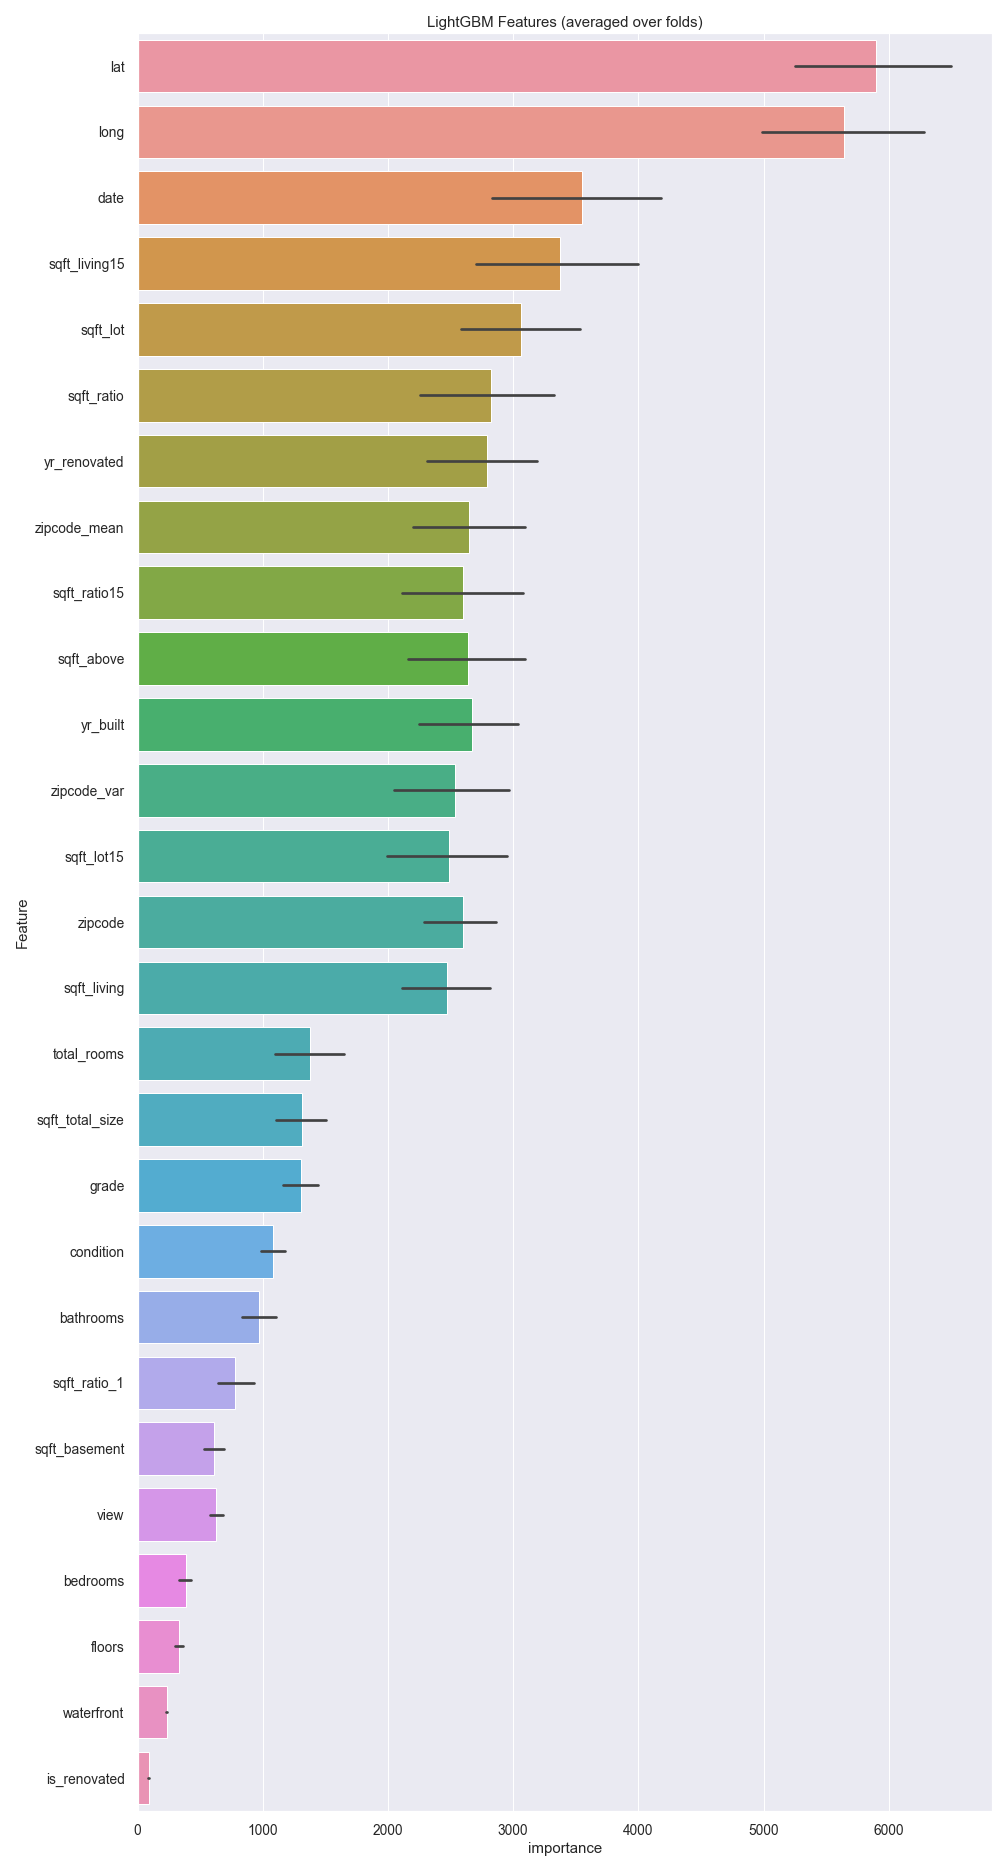 LightGBM Features (averaged over folds)
lat
long
date
sqft_living15
sqft_lot
sqft_ratio
yr_renovated
zipcode_mean
sqft_ratio15
sqft_above
yr_built
zipcode_var
sqft_lot15
zipcode
sqft_living
total_rooms
sqft_total_size
grade
condition
bathrooms
sqft_ratio_1
sqft_basement
view
bedrooms
floors
waterfront
is_renovated
Feature
0 1000 2000 3000 4000 5000 6000
importance